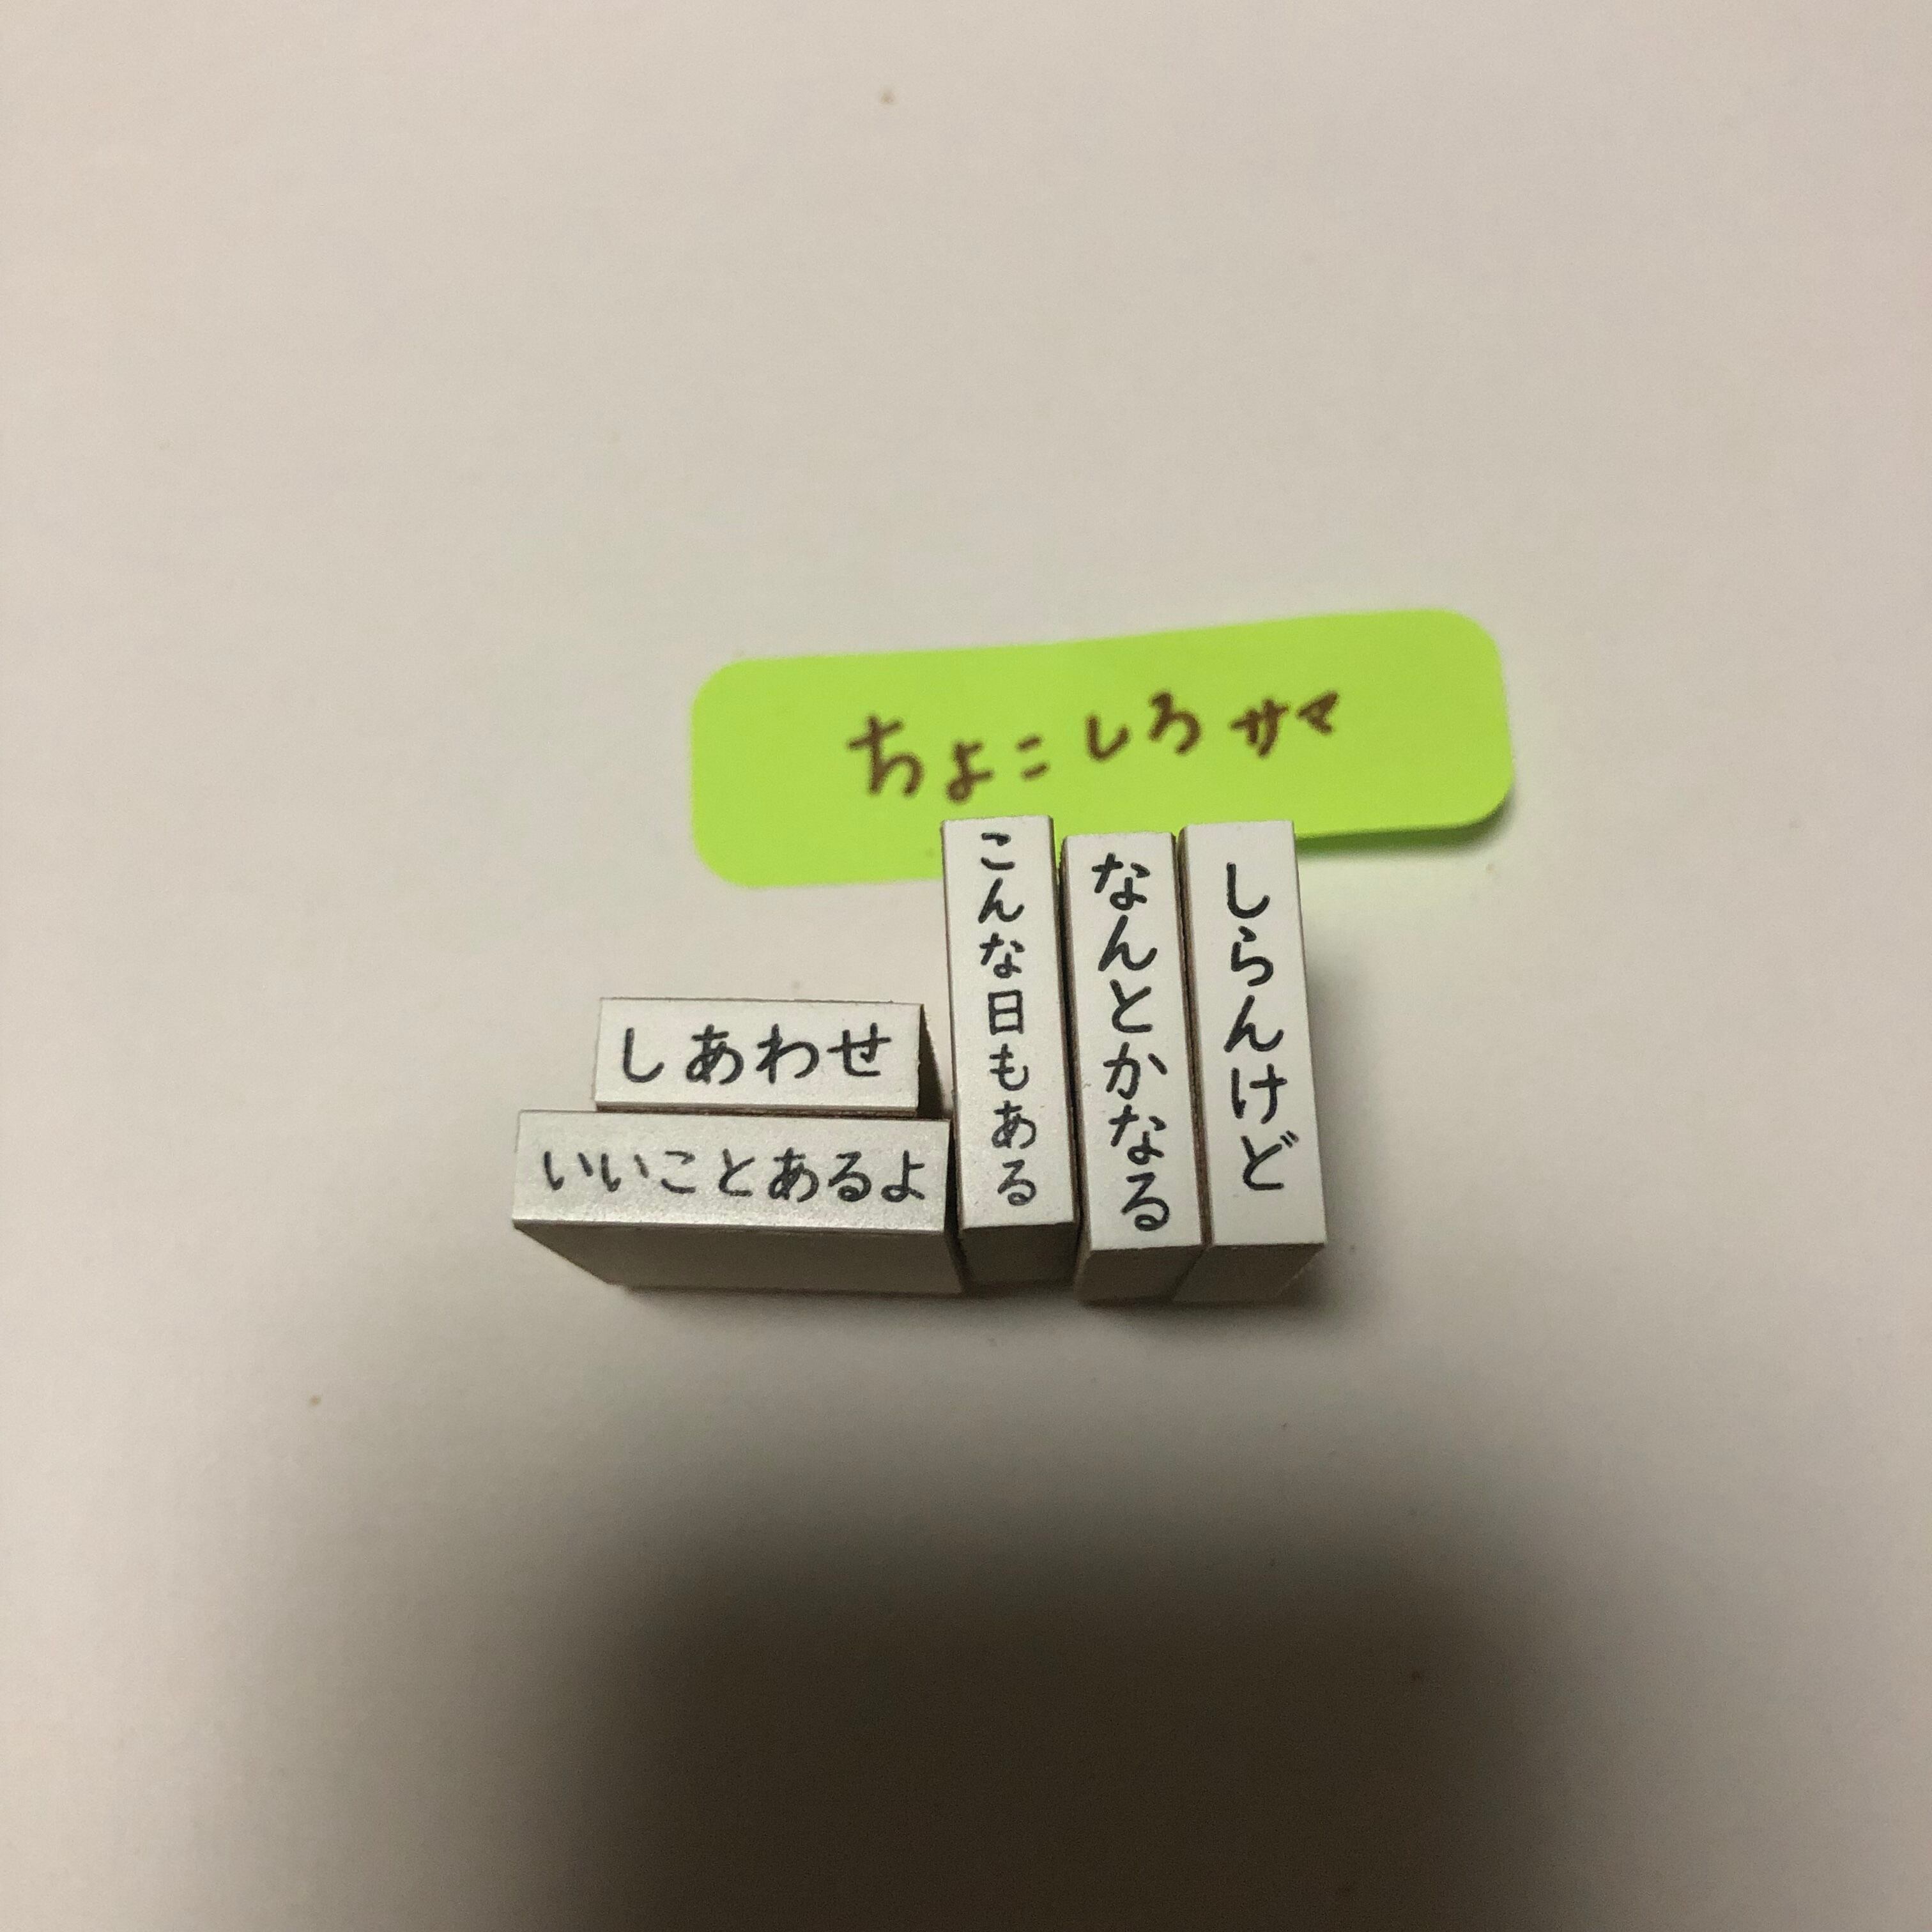 ちょこしろサマ
しあわせ
いいことあるよ
こんな日もある
なんとかなる
しらんけど